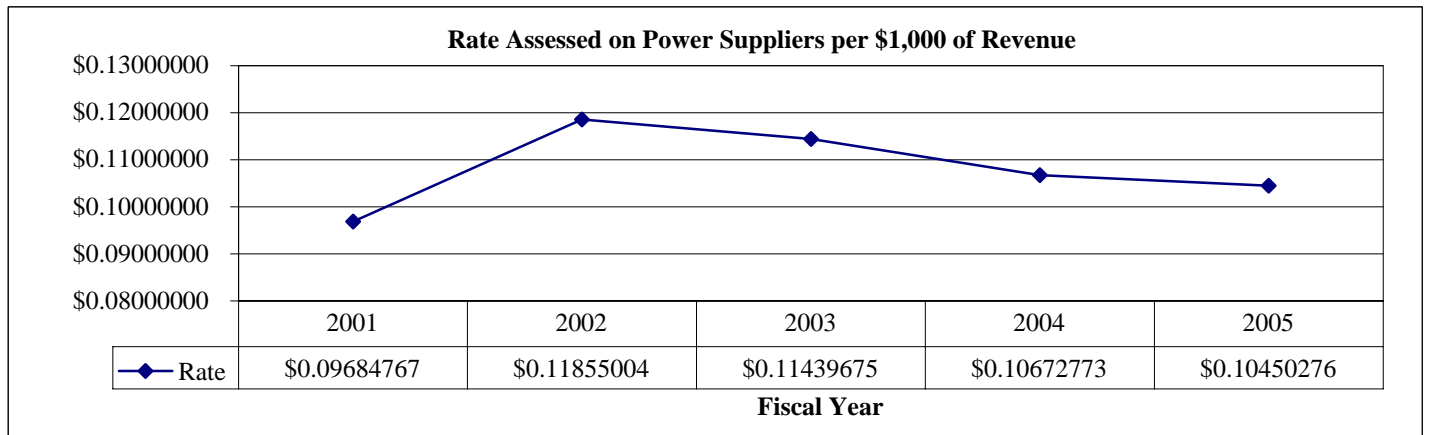 Rate Assessed on Power Suppliers per $1,000 of Revenue
$0.13000000
$0.12000000
$0.11000000
$0.10000000
$0.09000000
$0.08000000
2001 2002 2003 2004 2005
Rate $0.09684767 $0.11855004 $0.11439675 $0.10672773 $0.10450276
Fiscal Year